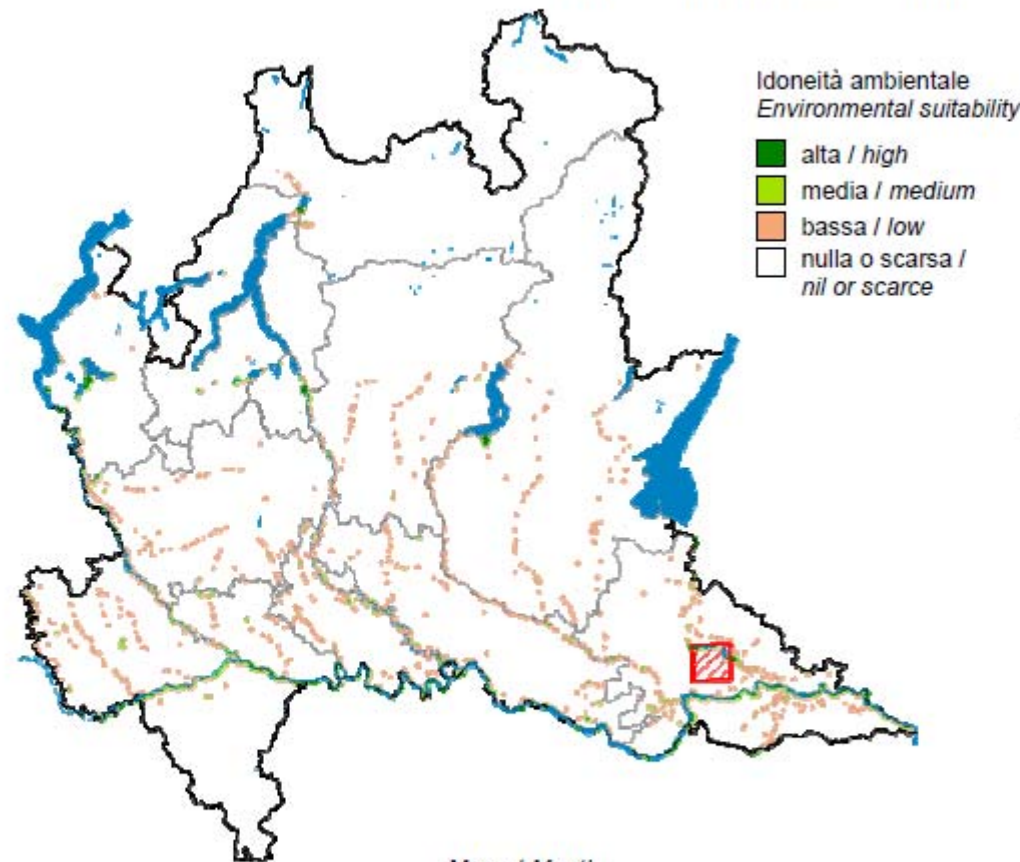 Idoneità ambientale
Environmental suitability
alta / high
media / medium
bassa / low
nulla o scarsa /
nil or scarce